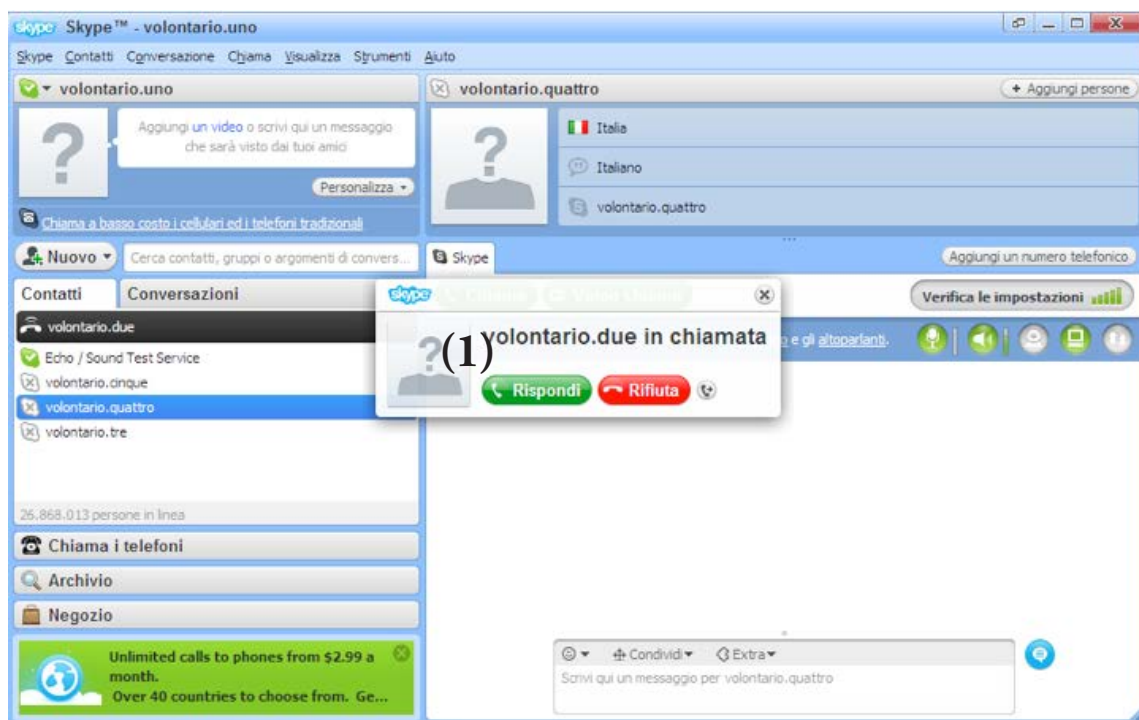 Skype™ - volontario.uno
Skype Contatti Conversazione Chiama Visualizza Strumenti Aiuto
volontario.uno
Aggiungi un video o scrivi qui un messaggio
che sarà visto dai tuoi amici
Personalizza
Chiama a basso costo i cellulari ed i telefoni tradizionali
volontario.quattro
+ Aggiungi persone
Italia
Italiano
volontario.quattro
Nuovo
Cerca contatti, gruppi o argomenti di convers...
Skype
Aggiungi un numero telefonico
Contatti Conversazioni
Verifica le impostazioni
volontario.due
Echo / Sound Test Service
volontario.cinque
volontario.quattro
volontario.tre
skype
(1)
volontario.due in chiamata
Rispondi Rifiuta
e gli altoparlanti.
26.868.013 persone in linea
Chiama i telefoni
Archivio
Negozio
Unlimited calls to phones from $2.99 a
month.
Over 40 countries to choose from. Ge...
Condividi Extra
Scrivi qui un messaggio per volontario.quattro